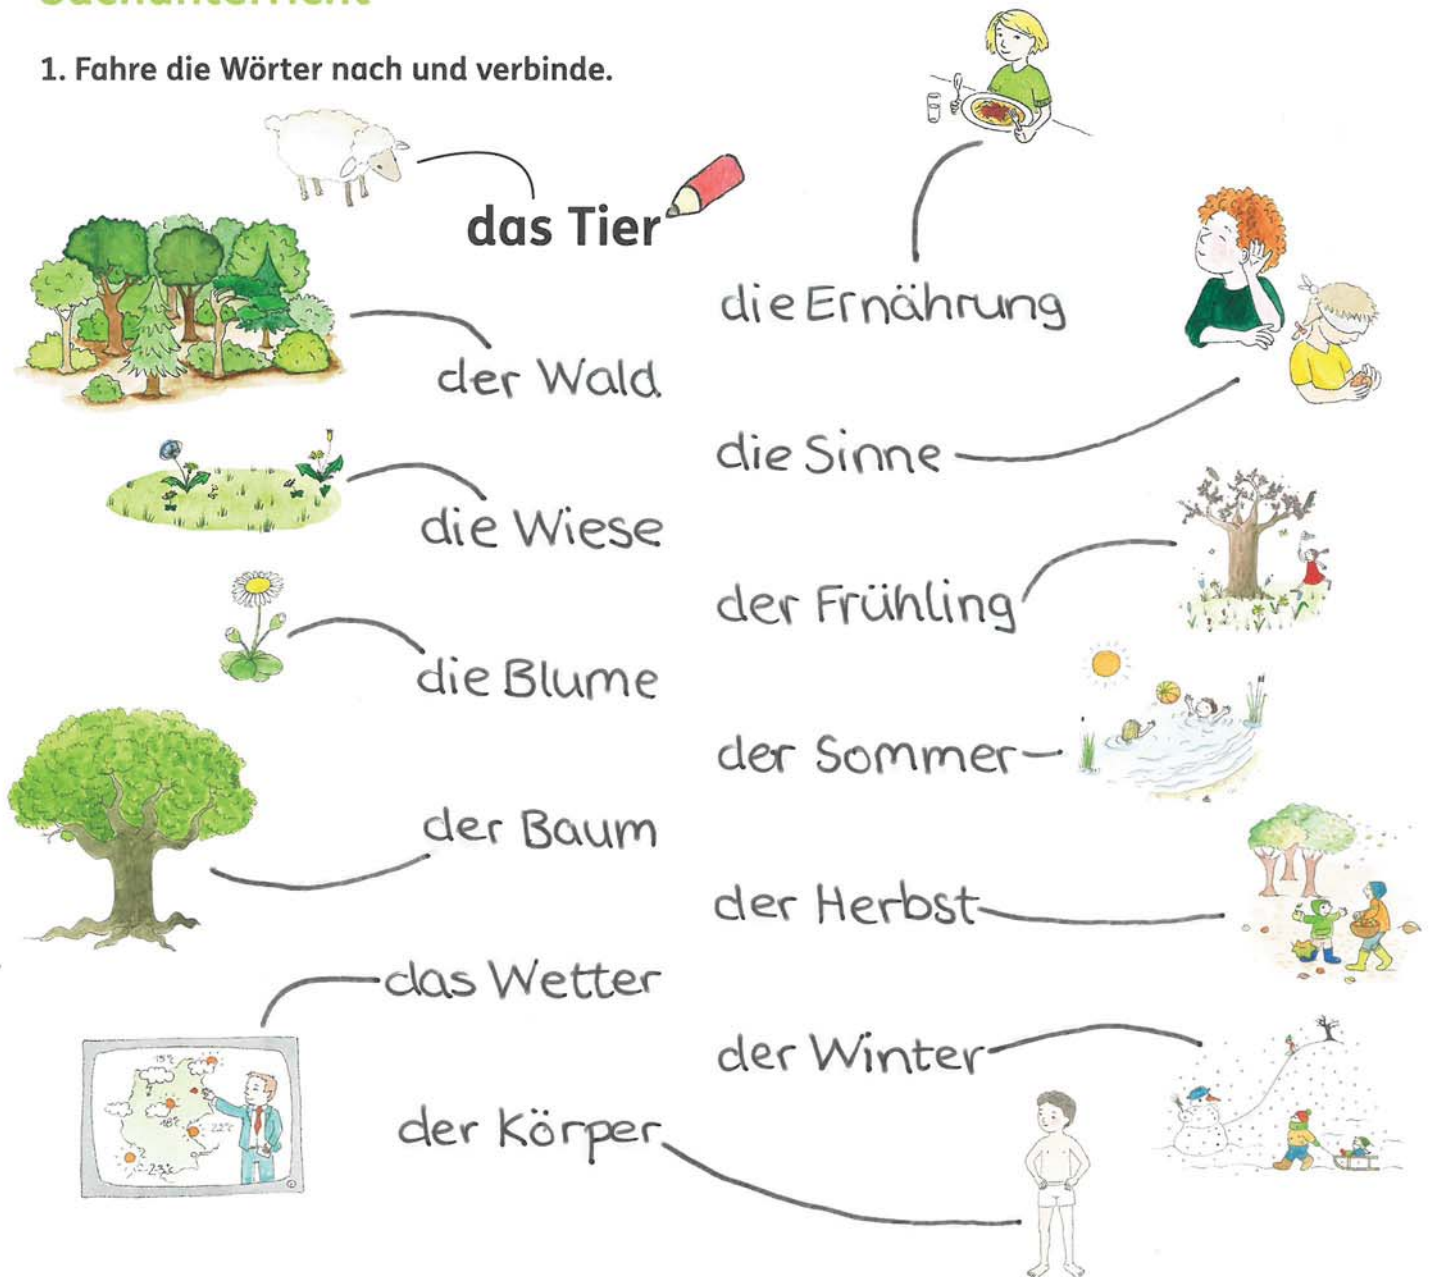 1. Fahre die Wörter nach und verbinde.
das Tier
der Wald
die Wiese
die Blume
der Baum
das Wetter
der Körper
die Ernährung
die Sinne
der Frühling
der Sommer
der Herbst
der Winter